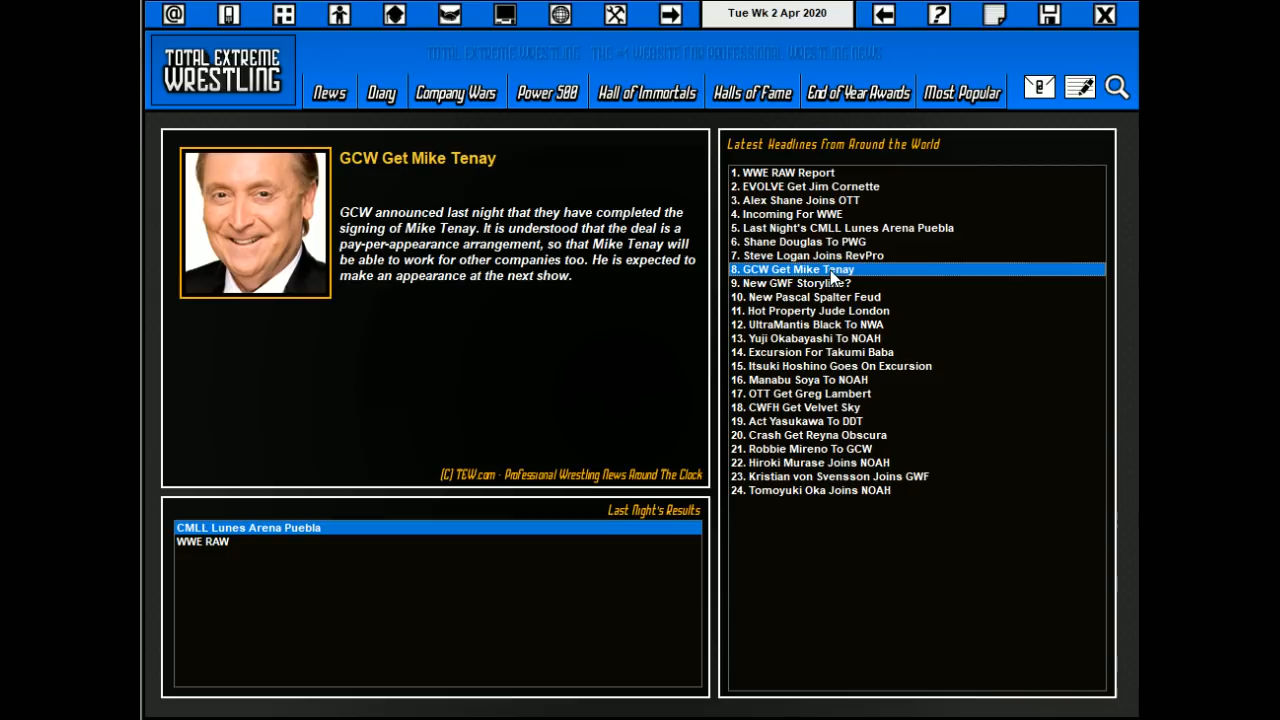 Tue Wk 2 Apr 2020
TOTAL EXTREME
WRESTLING
TOTAL EXTREME WRESTLING THE #1 WEBSITE FOR PROFESSIONAL WRESTLING NEWS
News
Diary
Company Wars
Power 500
Hall of Immortals
Halls of Fame
End of Year Awards
Most Popular
GCW Get Mike Tenay
GCW announced last night that they have completed the
signing of Mike Tenay. It is understood that the deal is a
pay-per-appearance arrangement, so that Mike Tenay will
be able to work for other companies too. He is expected to
make an appearance at the next show.
(C) TEW.com - Professional Wrestling News Around The Clock
Last Night's Results
CMLL Lunes Arena Puebla
WWE RAW
Latest Headlines From Around the World
1. WWE RAW Report
2. EVOLVE Get Jim Cornette
3. Alex Shane Joins OTT
4. Incoming For WWE
5. Last Night's CMLL Lunes Arena Puebla
6. Shane Douglas To PWG
7. Steve Logan Joins RevPro
8. GCW Get Mike Tenay
9. New GWF Storyline?
10. New Pascal Spalter Feud
11. Hot Property Jude London
12. UltraMantis Black To NWA
13. Yuji Okabayashi To NOAH
14. Excursion For Takumi Baba
15. Itsuki Hoshino Goes On Excursion
16. Manabu Soya To NOAH
17. OTT Get Greg Lambert
18. CWFH Get Velvet Sky
19. Act Yasukawa To DDT
20. Crash Get Reyna Obscura
21. Robbie Mireno To GCW
22. Hiroki Murase Joins NOAH
23. Kristian von Svensson Joins GWF
24. Tomoyuki Oka Joins NOAH